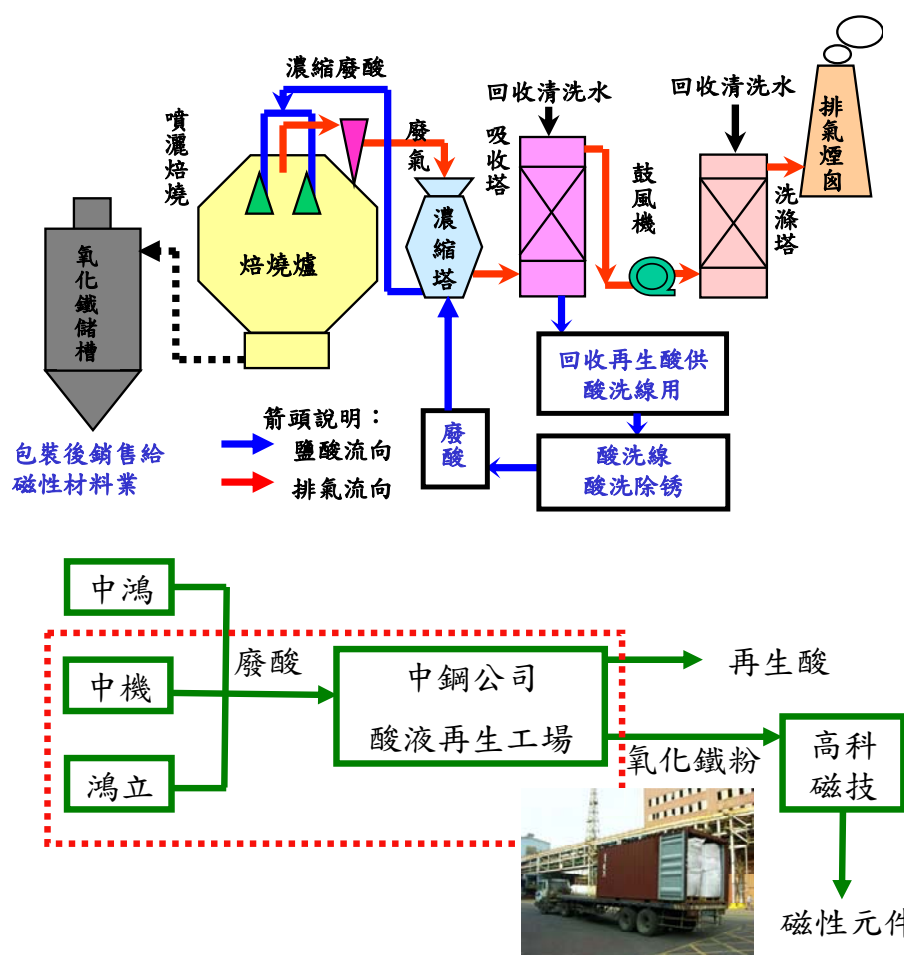 濃縮廢酸
回收清洗水
回收清洗水
噴灑焙燒
廢氣
吸收塔
鼓風機
洗滌塔
排氣煙囪
氧化鐵儲槽
焙燒爐
濃縮塔
回收再生酸供
酸洗線用
箭頭說明：
鹽酸流向
排氣流向
廢酸
酸洗線
酸洗除锈
包裝後銷售給
磁性材料業
中鴻
中機
鴻立
廢酸
中鋼公司
酸液再生工場
再生酸
氧化鐵粉
高科
磁技
磁性元件